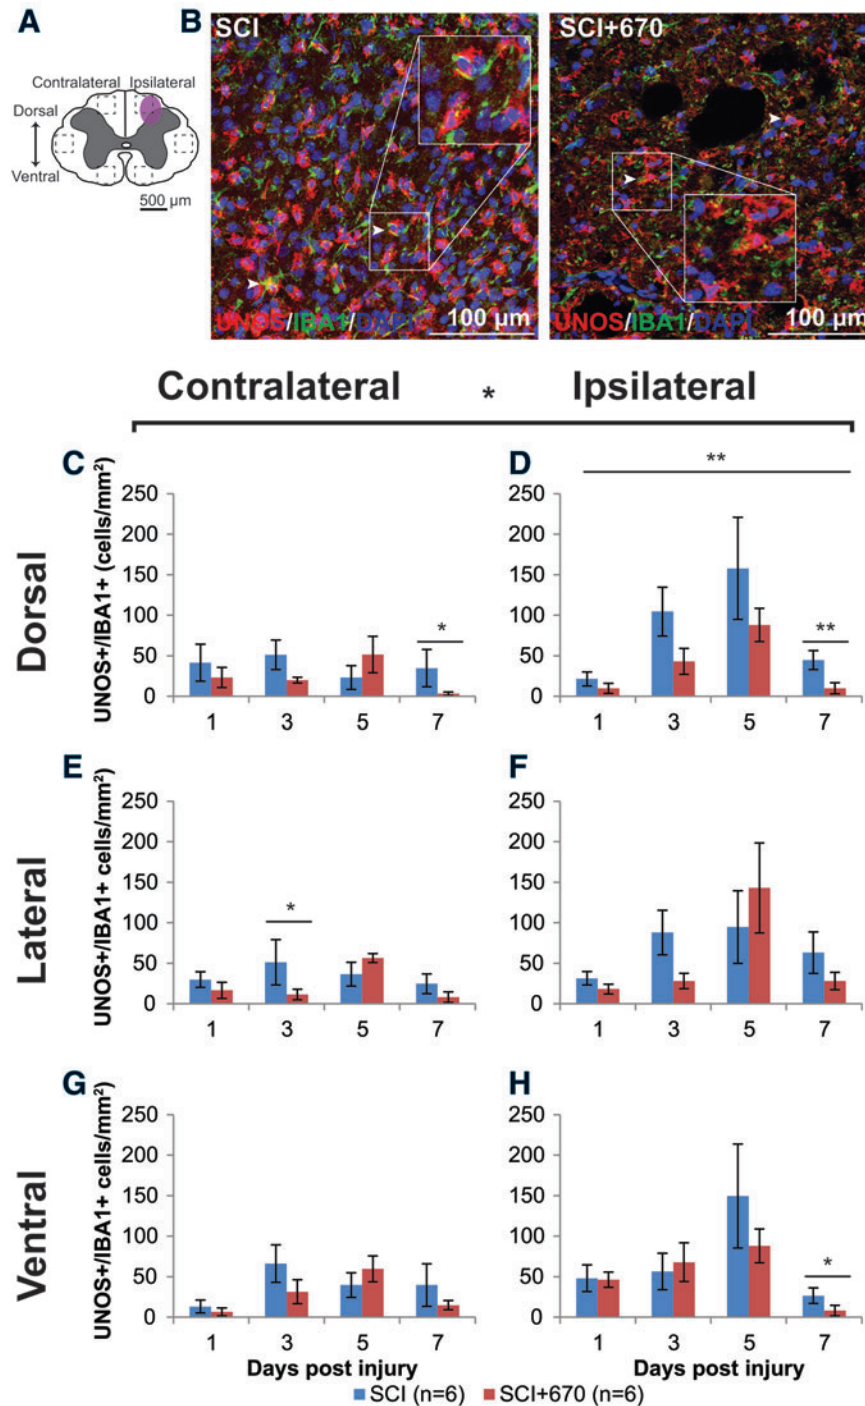 A
Contralateral Ipsilateral
Dorsal
Ventral
500 µm
B
SCI
UNOS/IBA1/DAPI 100 µm
SCI+670
UNOS/IBA1/DAPI 100 µm
Contralateral * Ipsilateral
Dorsal
C
UNOS+/IBA1+ (cells/mm²)
250
200
150
100
50
0
*
1 3 5 7
D
**
250
200
150
100
50
0
**
1 3 5 7
Lateral
E
UNOS+/IBA1+ cells/mm²)
250
200
150
100
50
0
*
1 3 5 7
F
250
200
150
100
50
0
1 3 5 7
Ventral
G
UNOS+/IBA1+ cells/mm²)
250
200
150
100
50
0
1 3 5 7
Days post injury
H
250
200
150
100
50
0
*
1 3 5 7
Days post injury
SCI (n=6) SCI+670 (n=6)